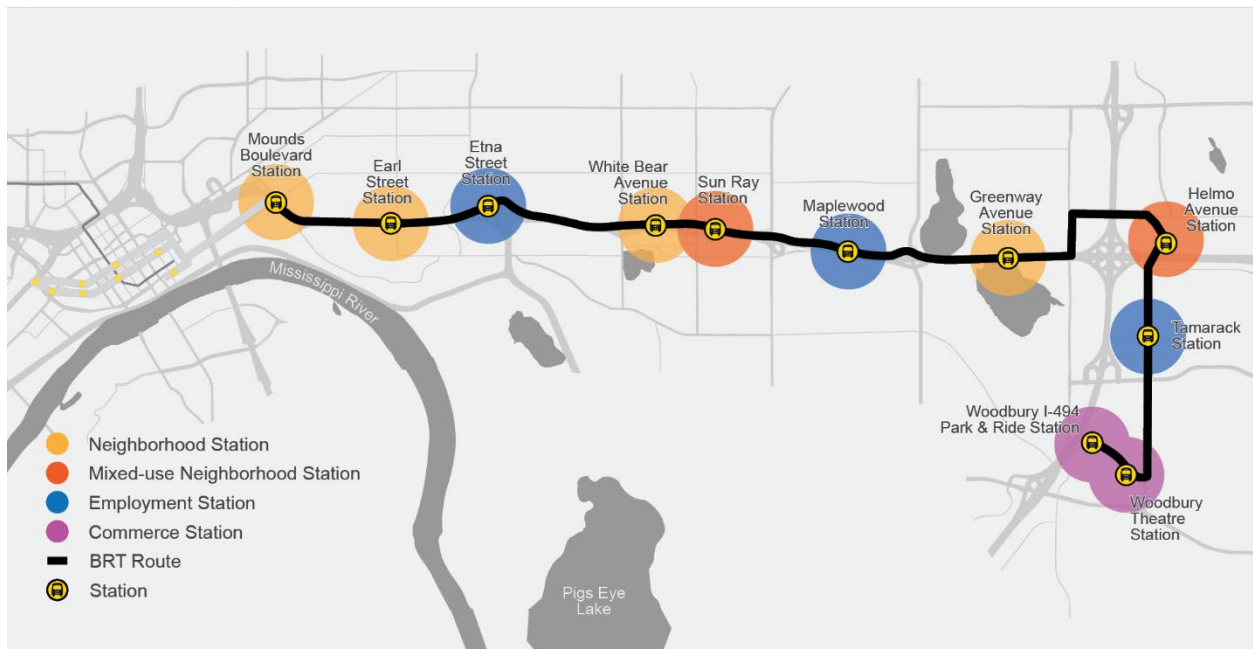 Mounds
Boulevard
Station
Earl
Street
Station
Etna
Street
Station
White Bear
Avenue
Station
Sun Ray
Station
Maplewood
Station
Greenway
Avenue
Station
Helmo
Avenue
Station
Tamarack
Station
Woodbury I-494
Park & Ride Station
Woodbury
Theatre
Station
Mississippi River
Pigs Eye
Lake
Neighborhood Station
Mixed-use Neighborhood Station
Employment Station
Commerce Station
BRT Route
Station